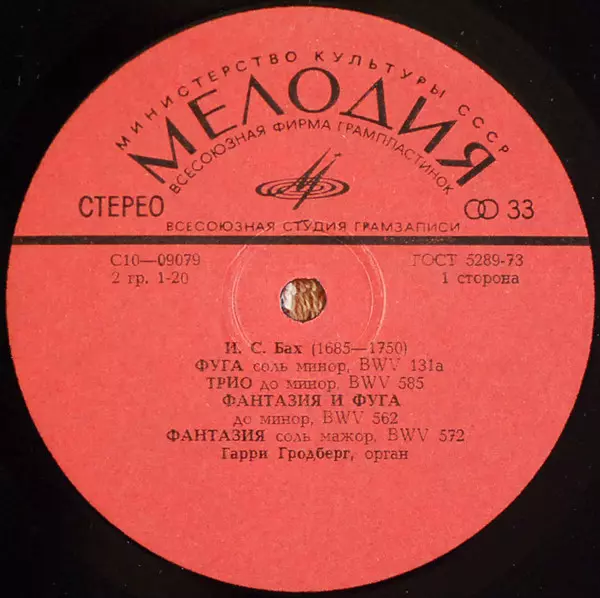 МИНИСТЕРСТВО КУЛЬТУРЫ СССР
МЕЛОДИЯ
ВСЕСОЮЗНАЯ ФИРМА ГРАМПЛАСТИНОК
СТЕРЕО
33
ВСЕСОЮЗНАЯ СТУДИЯ ГРАМЗАПИСИ
С10—09079
ГОСТ 5289-73
2 гр. 1-20
1 сторона
И. С. Бах (1685—1750)
ФУГА соль минор, BWV 131a
ТРИО до минор, BWV 585
ФАНТАЗИЯ И ФУГА
до минор, BWV 562
ФАНТАЗИЯ соль мажор, BWV 572
Гарри Гродберг, орган